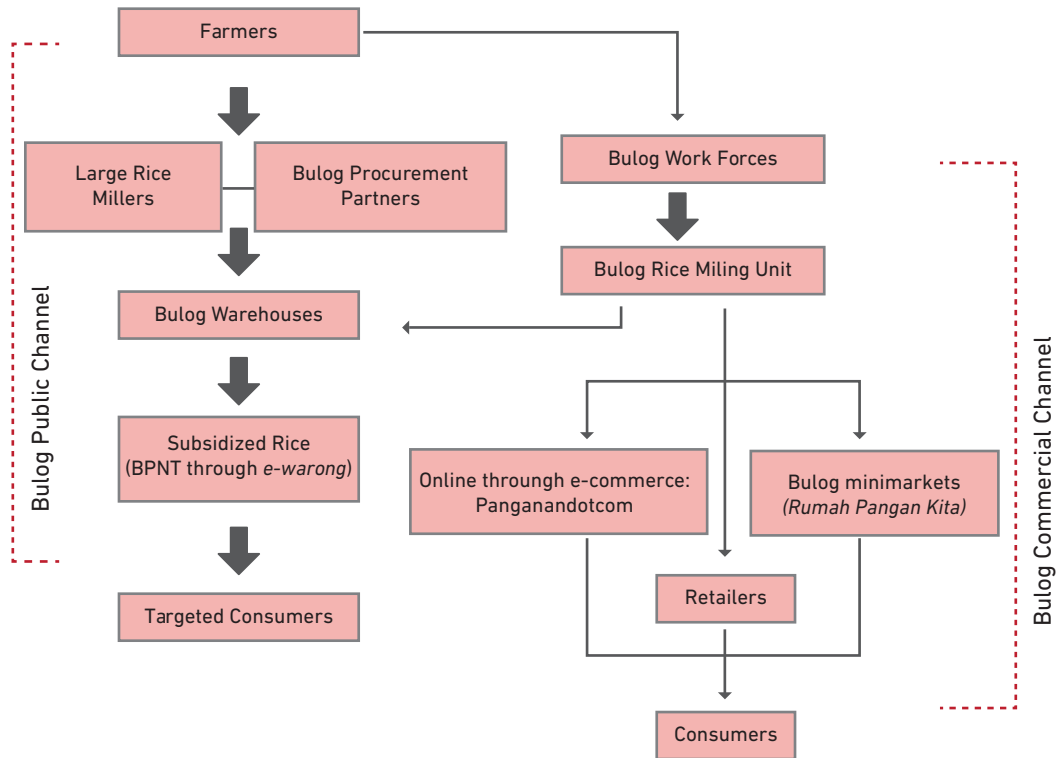 Farmers
Large Rice
Millers
Bulog Procurement
Partners
Bulog Work Forces
Bulog Rice Miling Unit
Bulog Warehouses
Subsidized Rice
(BPNT through e-warong)
Online through e-commerce:
Panganandotcom
Bulog minimarkets
(Rumah Pangan Kita)
Retailers
Targeted Consumers
Consumers
Bulog Public Channel
Bulog Commercial Channel